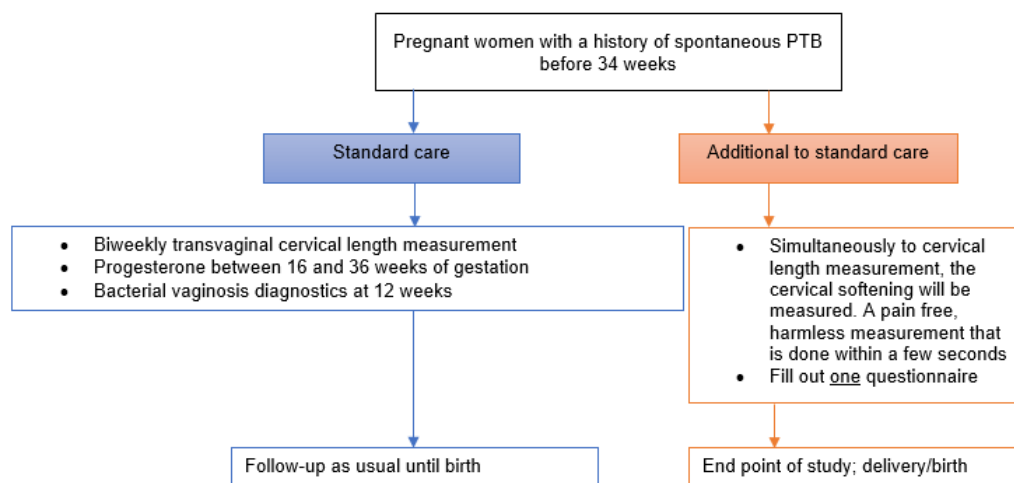 Pregnant women with a history of spontaneous PTB
before 34 weeks
Standard care
Additional to standard care
• Biweekly transvaginal cervical length measurement
• Progesterone between 16 and 36 weeks of gestation
• Bacterial vaginosis diagnostics at 12 weeks
• Simultaneously to cervical
length measurement, the
cervical softening will be
measured. A pain free,
harmless measurement that
is done within a few seconds
• Fill out one questionnaire
Follow-up as usual until birth
End point of study; delivery/birth